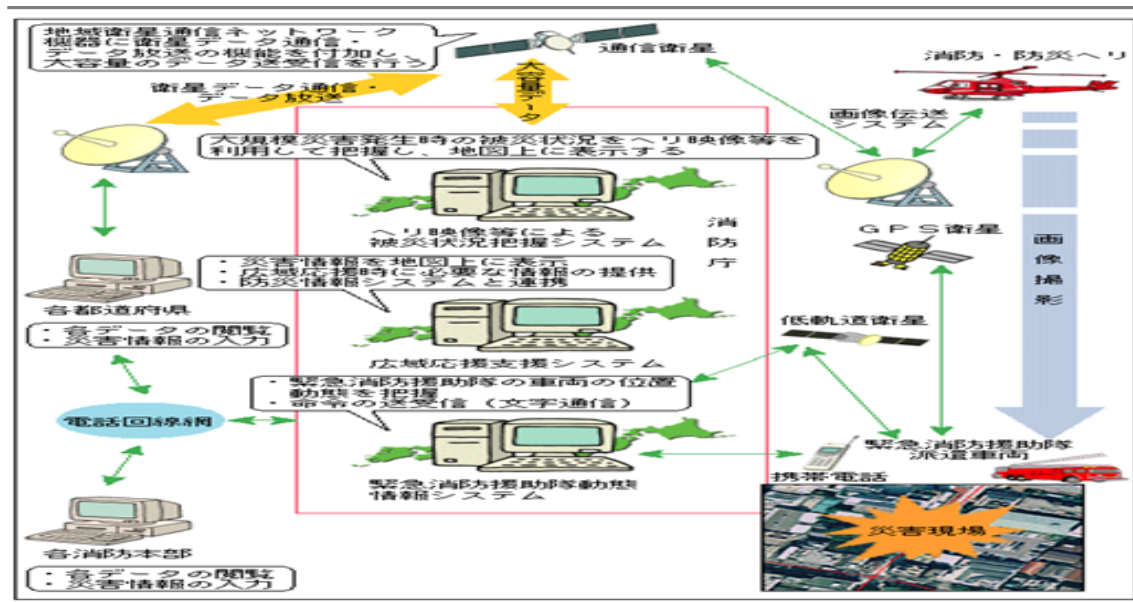 地域衛星通信ネットワーク
機器に衛星データ通信・
データ放送の機能を付加し、
大容量のデータ送受信を行う
通信衛星
消防・防災ヘリ
衛星データ通信・
データ放送
大容量データ
画像伝送
システム
大規模災害発生時の被災状況をヘリ映像等を
利用して把握し、地図上に表示する
ヘリ映像等による
被災状況把握システム
消防庁
GPS衛星
画像撮影
・災害情報を地図上に表示
・広域応援時に必要な情報の提供
・防災情報システムと連携
各都道府県
・各データの閲覧
・災害情報の入力
広域応援支援システム
低軌道衛星
・緊急消防援助隊の車両の位置
動態を把握
・命令の送受信（文字通信）
電話回線網
緊急消防援助隊動態
情報システム
携帯電話
緊急消防援助隊
派遣車両
災害現場
各消防本部
・各データの閲覧
・災害情報の入力